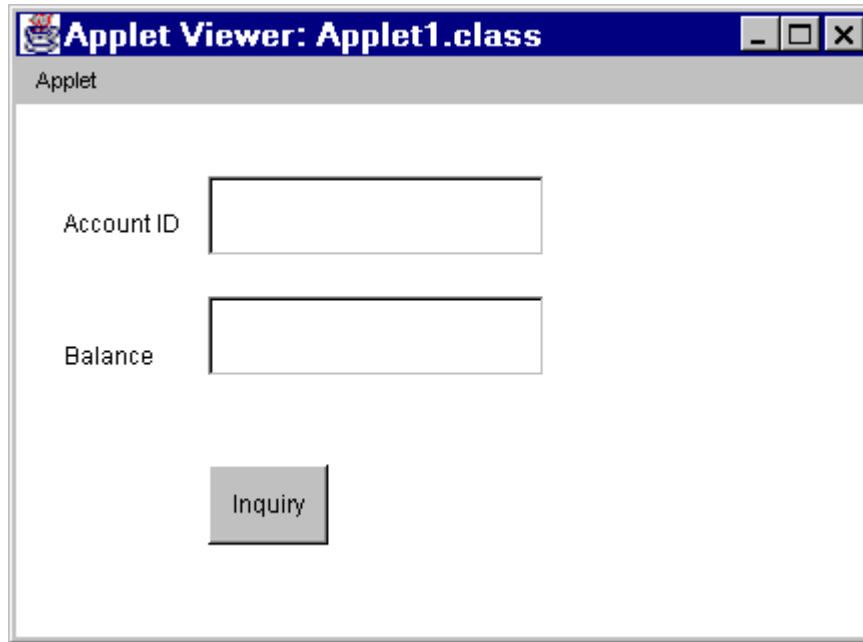 Applet Viewer: Applet1.class
Applet
Account ID
Balance
Inquiry